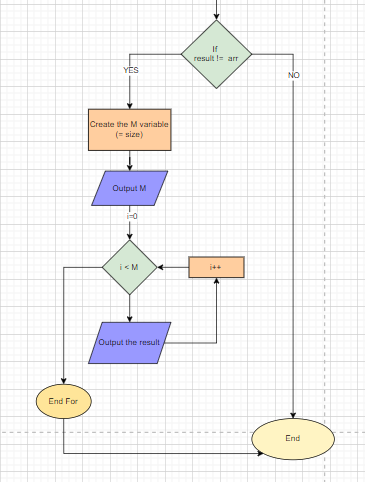 If
result != arr
YES
NO
Create the M variable
(= size)
Output M
i=0
i < M
i++
Output the result
End For
End